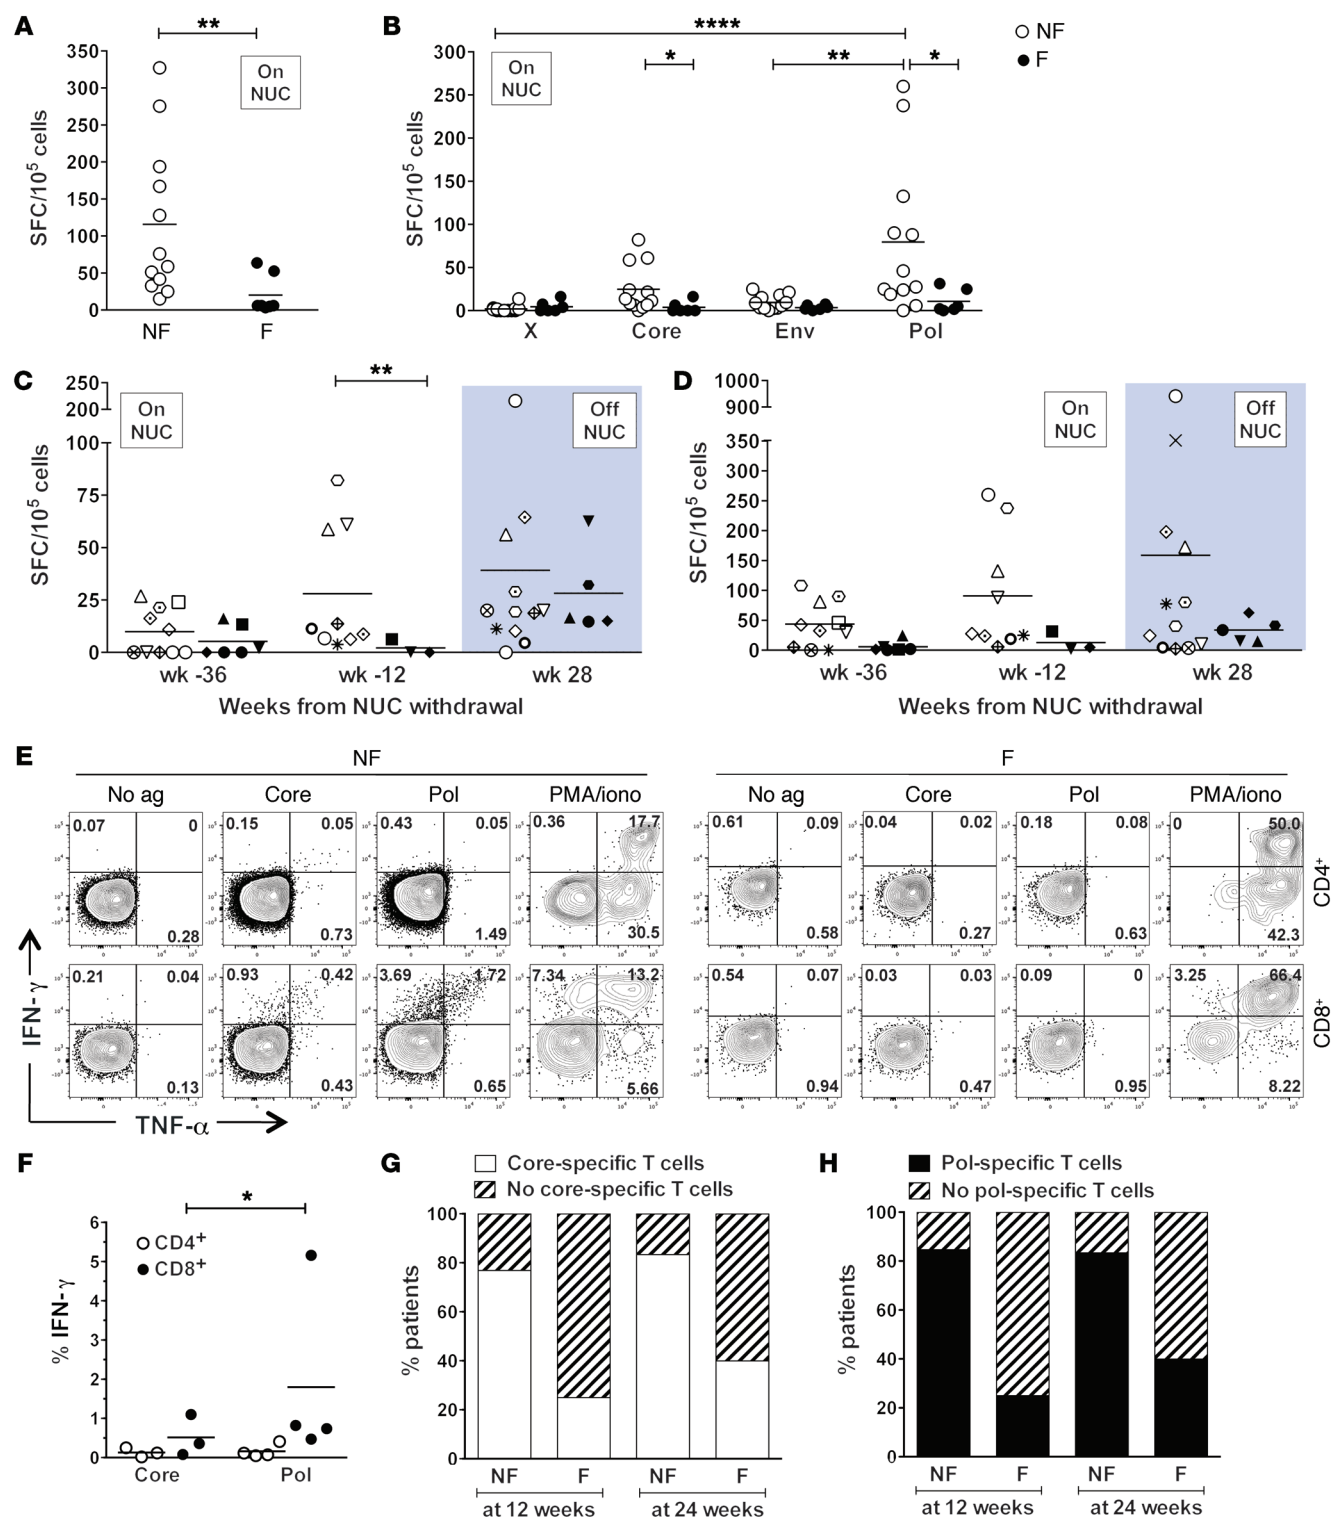 A
**
SFC/10⁵ cells
350
300
250
200
150
100
50
0
On
NUC
NF
F
B
****
*
**
*
NF
F
SFC/10⁵ cells
300
250
200
150
100
50
0
On
NUC
X
Core
Env
Pol
C
**
SFC/10⁵ cells
250
200
100
75
50
25
0
On
NUC
Off
NUC
wk -36
wk -12
wk 28
Weeks from NUC withdrawal
D
SFC/10⁵ cells
1000
900
350
300
250
200
150
100
50
0
On
NUC
Off
NUC
wk -36
wk -12
wk 28
Weeks from NUC withdrawal
E
NF
F
No ag
Core
Pol
PMA/iono
No ag
Core
Pol
PMA/iono
0.07
0
0.28
0.15
0.05
0.73
0.43
0.05
1.49
0.36
17.7
30.5
0.61
0.09
0.58
0.04
0.02
0.27
0.18
0.08
0.63
0
50.0
42.3
CD4⁺
0.21
0.04
0.13
0.93
0.42
0.43
3.69
1.72
0.65
7.34
13.2
5.66
0.54
0.07
0.94
0.03
0.03
0.47
0.09
0
0.95
3.25
66.4
8.22
CD8⁺
IFN-γ
TNF-α
F
*
% IFN-γ
6
5
4
3
2
1
0
CD4⁺
CD8⁺
Core
Pol
G
Core-specific T cells
No core-specific T cells
% patients
100
80
60
40
20
0
NF
F
NF
F
at 12 weeks
at 24 weeks
H
Pol-specific T cells
No pol-specific T cells
% patients
100
80
60
40
20
0
NF
F
NF
F
at 12 weeks
at 24 weeks